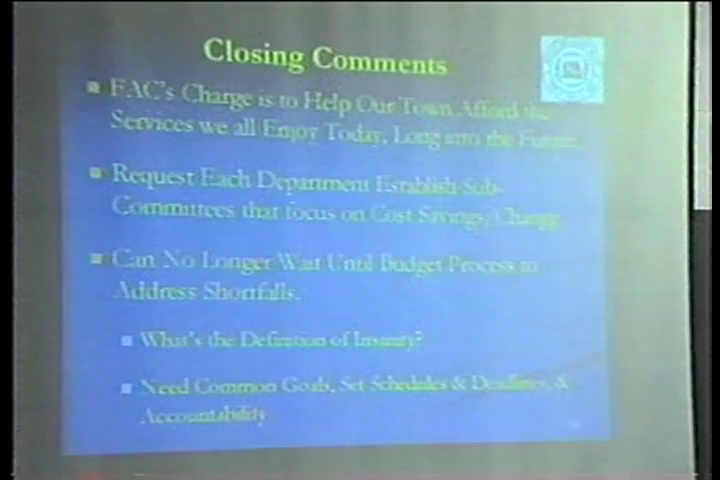 Closing Comments
FAC's Charge is to Help Our Town Afford the
Services we all Enjoy Today, Long into the Future.
Request Each Department Establish Sub-
Committees that focus on Cost Savings/Change
Can No Longer Wait Until Budget Process to
Address Shortfalls.
What's the Definition of Insanity?
Need Common Goals, Set Schedules & Deadlines, &
Accountability